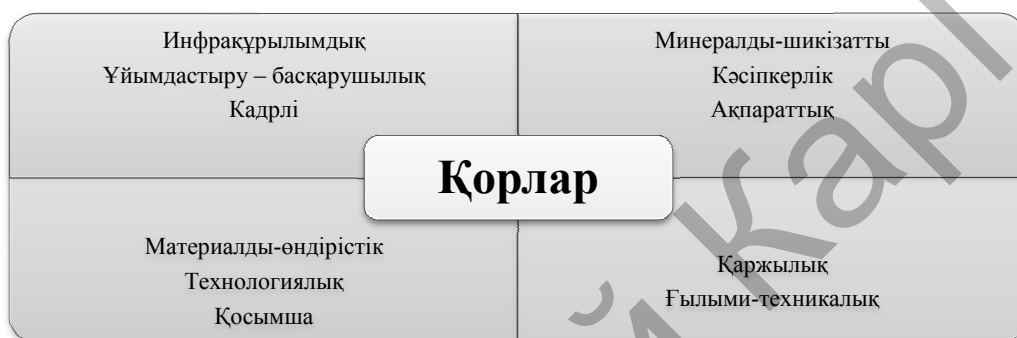 Инфрақұрылымдық
Ұйымдастыру – басқарушылық
Кадрлі
Минералды-шикізатты
Кәсіпкерлік
Ақпараттық
Қорлар
Материалды-өндірістік
Технологиялық
Қосымша
Қаржылық
Ғылыми-техникалық